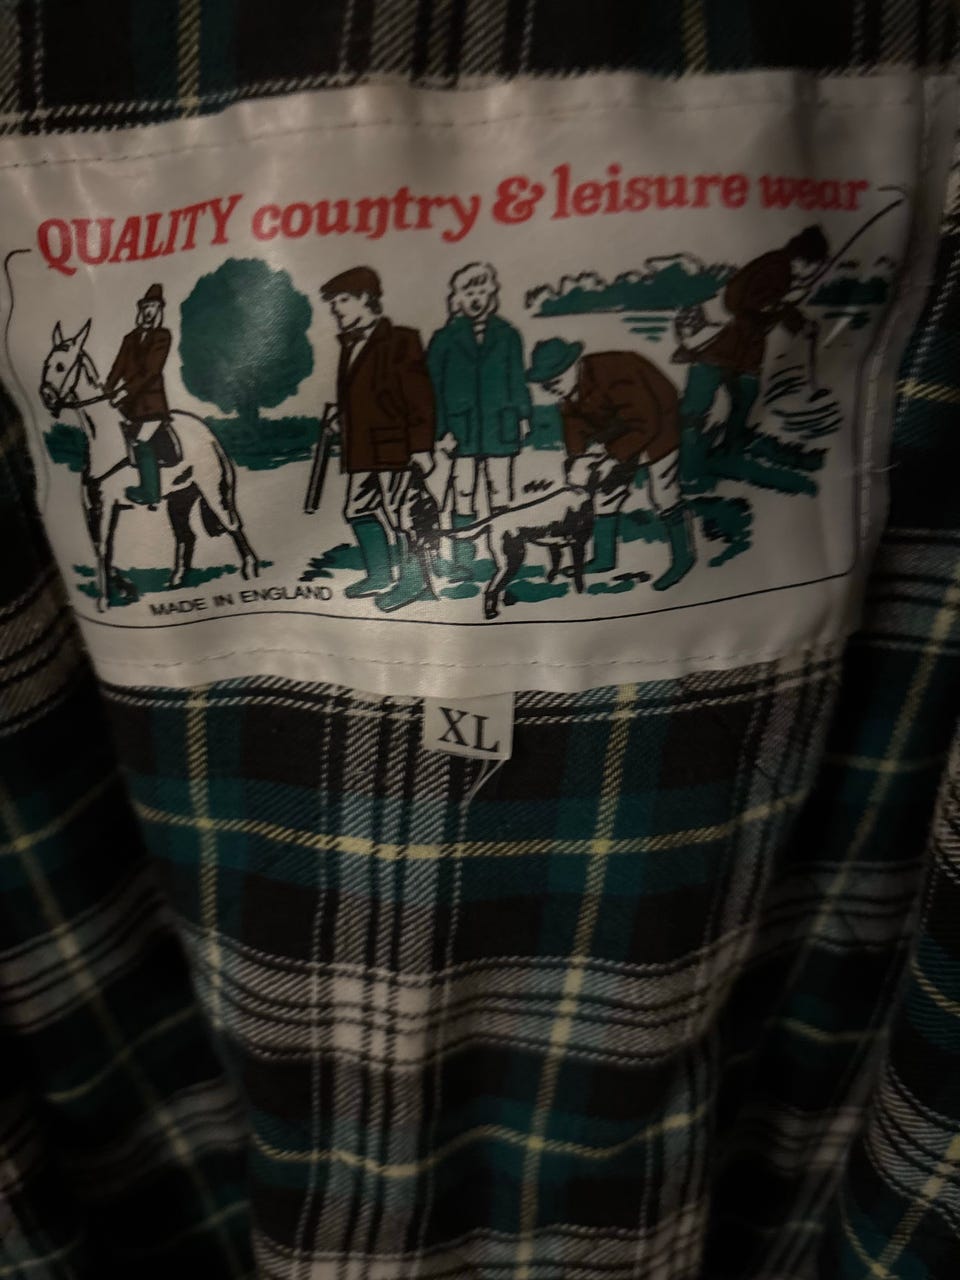 QUALITY country & leisure wear
MADE IN ENGLAND
XL